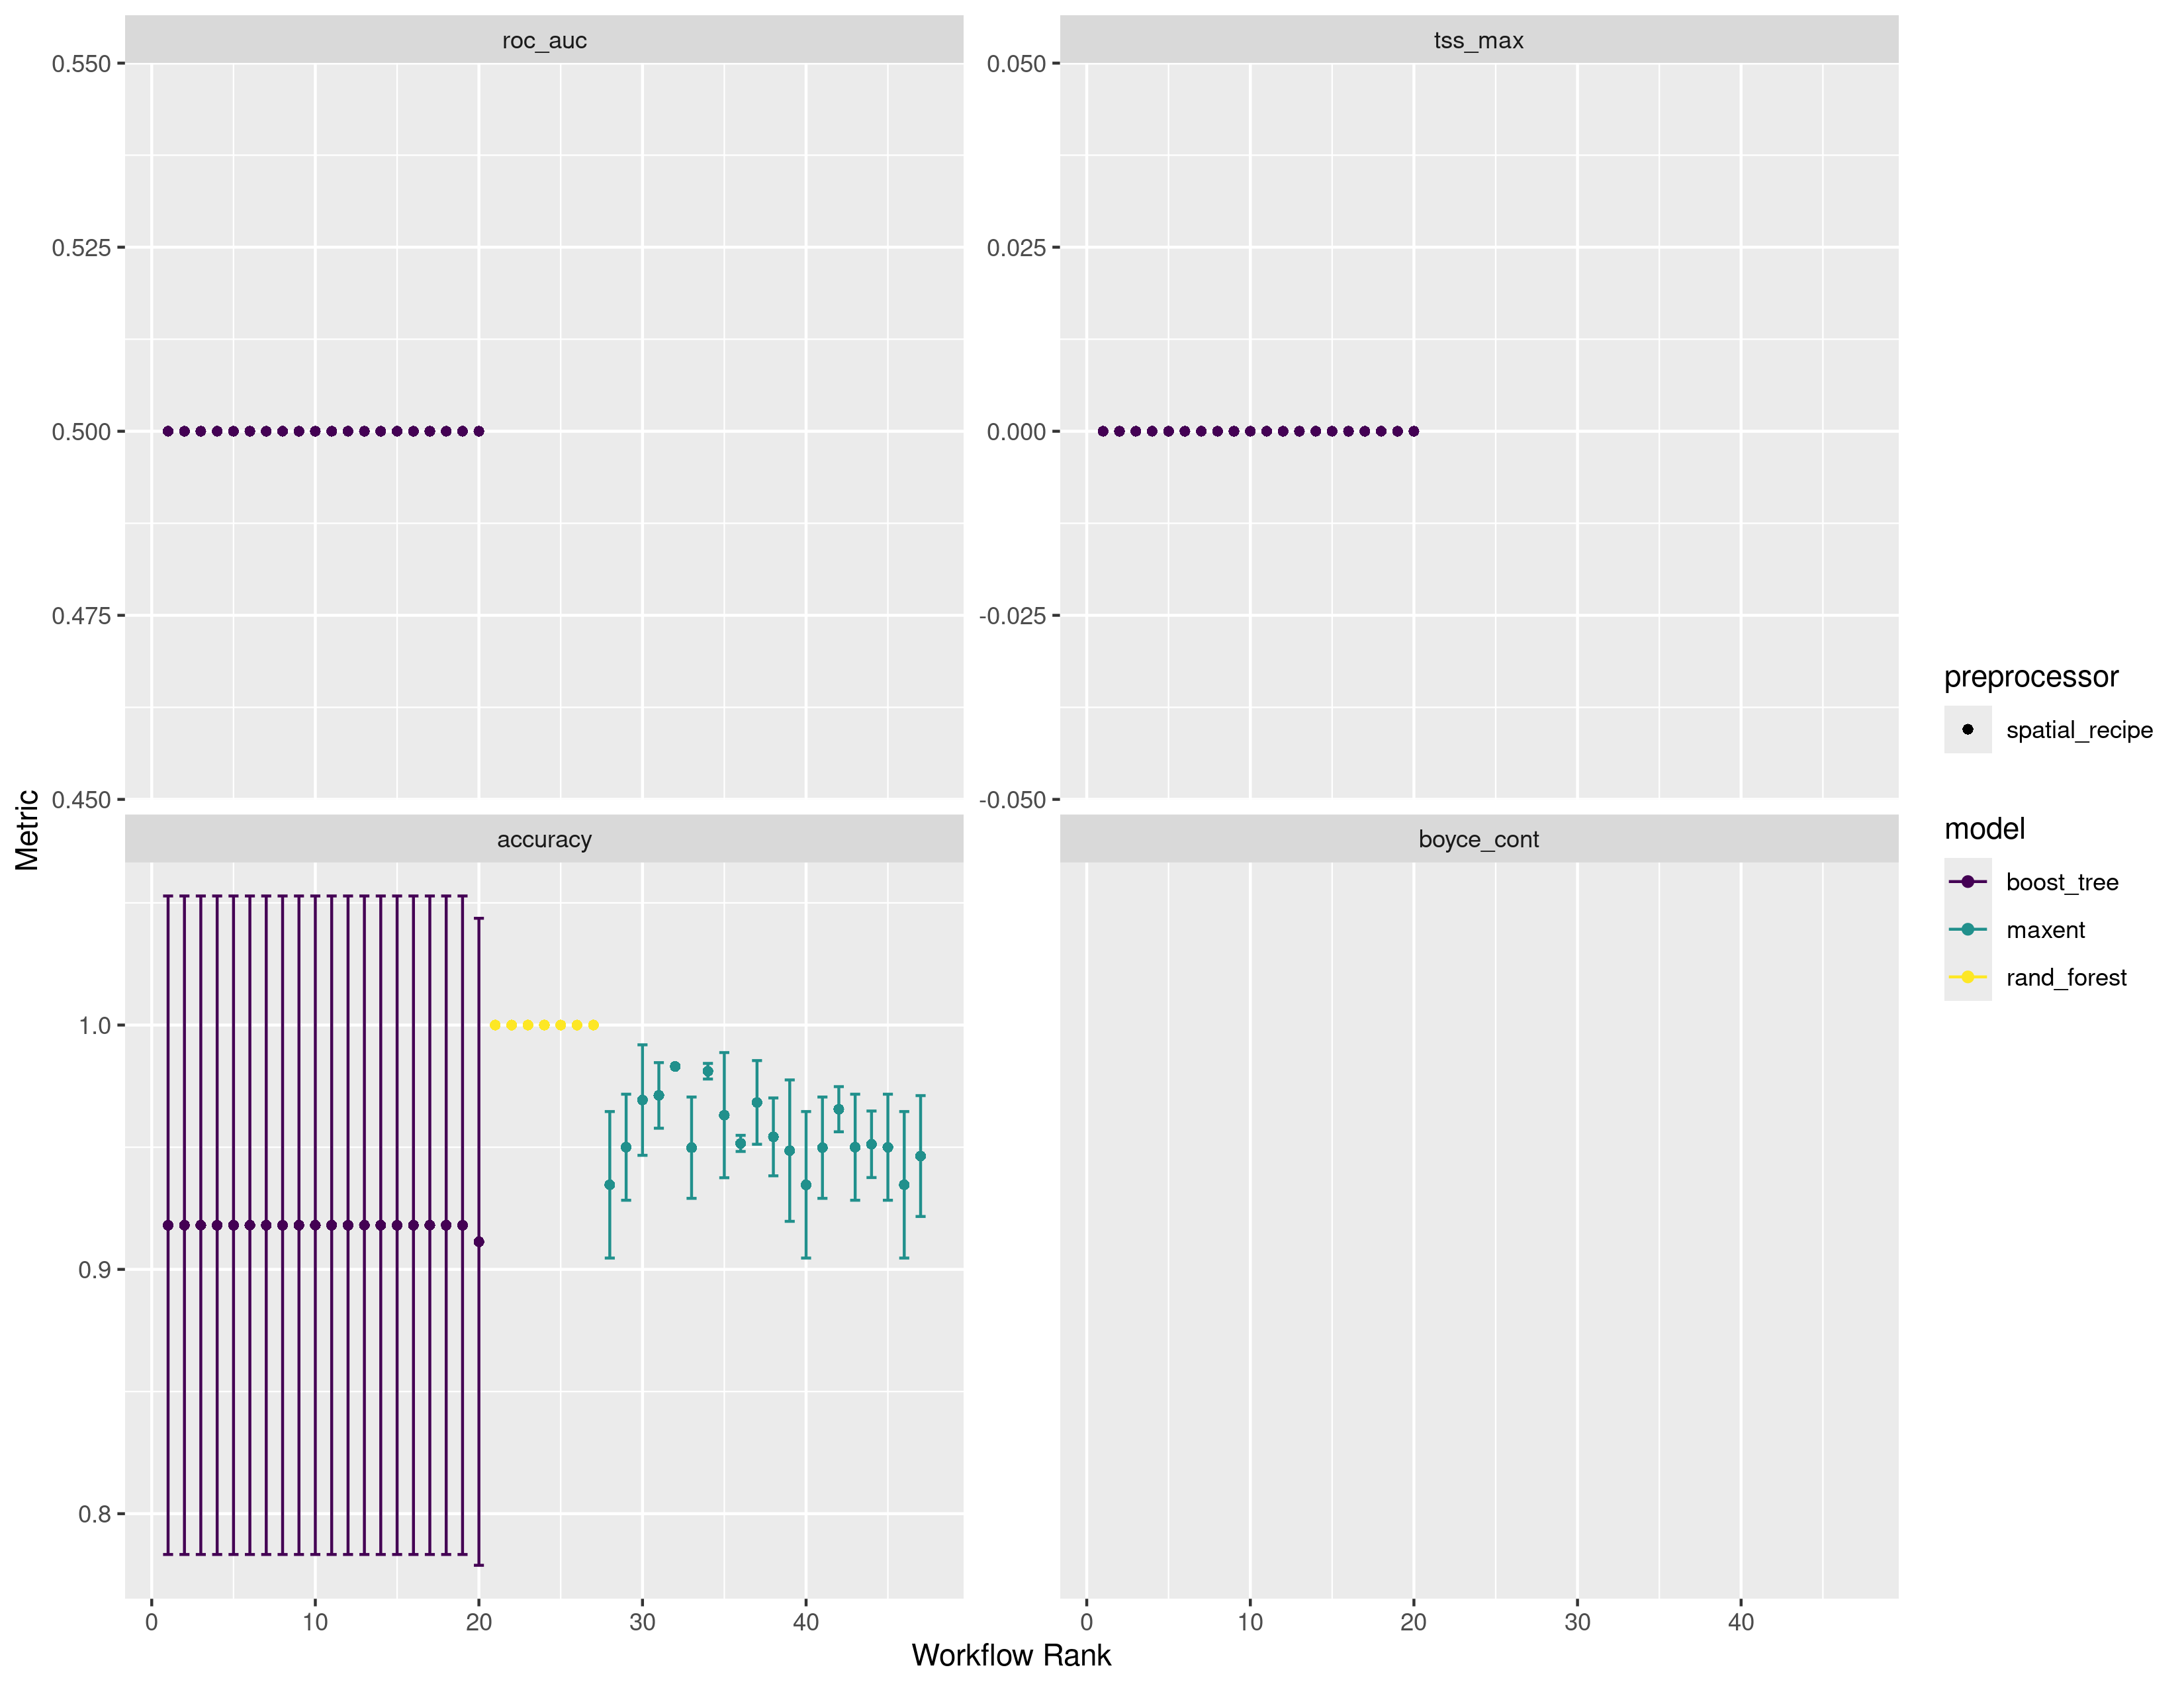 roc_auc
tss_max
0.550
0.525
0.500
0.475
0.450
0.050
0.025
0.000
-0.025
-0.050
accuracy
boyce_cont
1.0
0.9
0.8
0
10
20
30
40
0
10
20
30
40
Metric
Workflow Rank
preprocessor
spatial_recipe
model
boost_tree
maxent
rand_forest